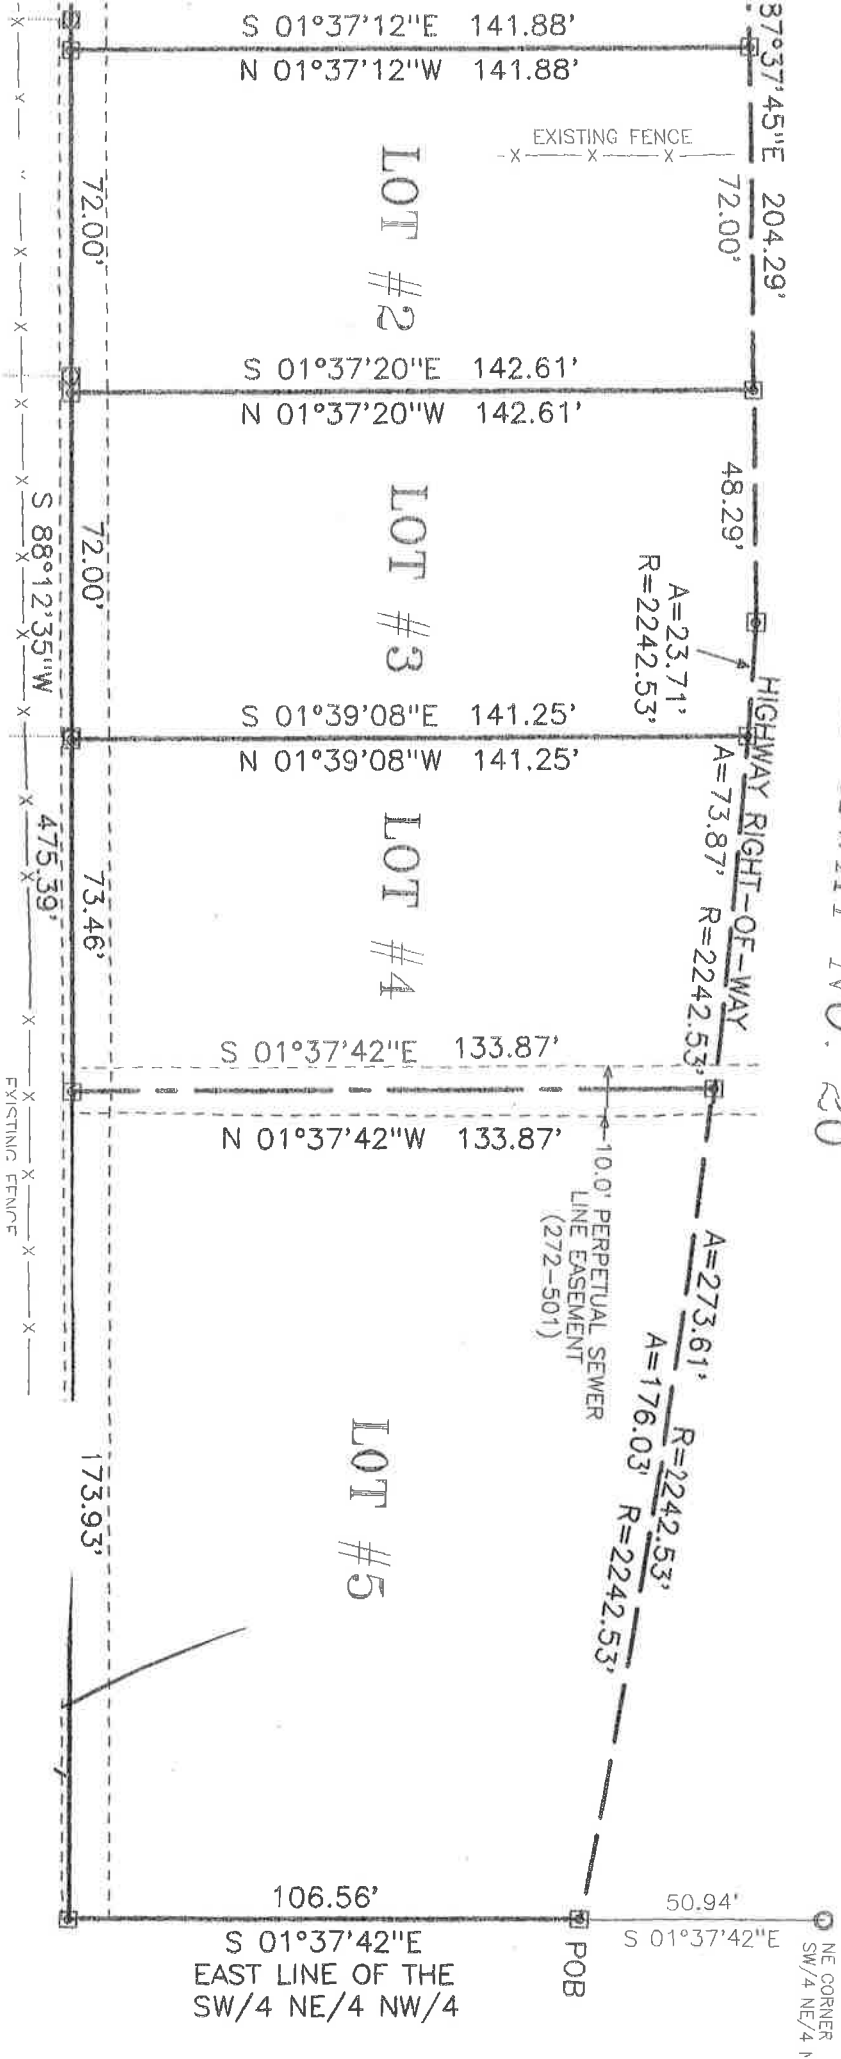 S 01°37'12"E 141.88'
N 01°37'12"W 141.88'
37°37'45"E 204.29'
EXISTING FENCE
72.00'
72.00'
LOT #2
S 01°37'20"E 142.61'
N 01°37'20"W 142.61'
48.29'
A=23.71'
R=2242.53'
LOT #3
72.00'
S 88°12'35"W 475.39'
HIGHWAY RIGHT-OF-WAY
S 01°39'08"E 141.25'
N 01°39'08"W 141.25'
A=73.87' R=2242.53'
LOT #4
73.46'
NO. 20
S 01°37'42"E 133.87'
N 01°37'42"W 133.87'
10.0' PERPETUAL SEWER
LINE EASEMENT
(272-501)
EXISTING FENCE
A=273.61' R=2242.53'
A=176.03' R=2242.53'
LOT #5
173.93'
106.56'
S 01°37'42"E
EAST LINE OF THE
SW/4 NE/4 NW/4
POB
50.94'
S 01°37'42"E
NE CORNER
SW/4 NE/4 N